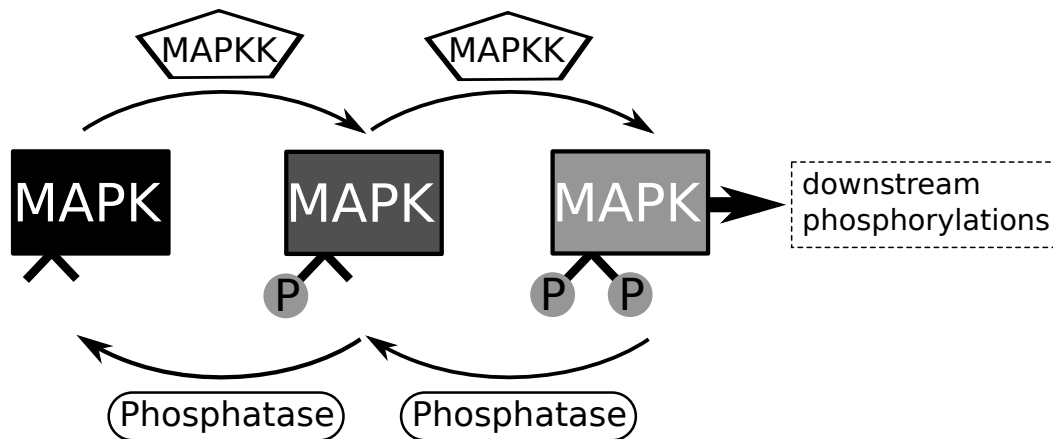 MAPKK
MAPKK
MAPK
MAPK
MAPK
downstream
phosphorylations
P
P
P
Phosphatase
Phosphatase